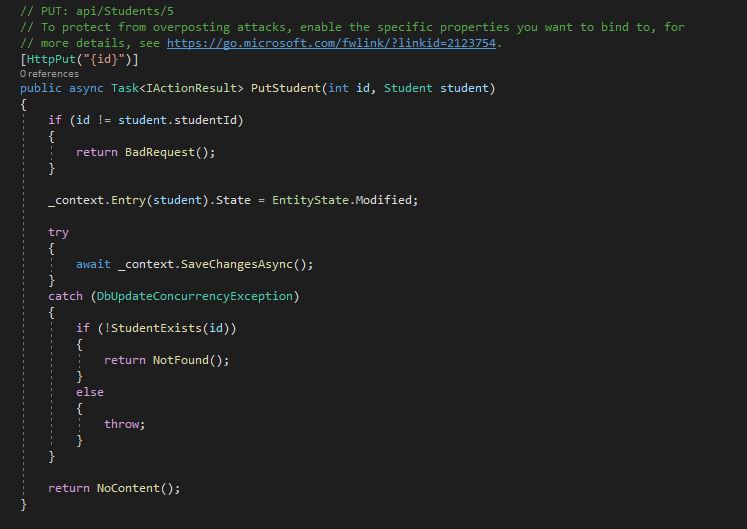 // PUT: api/Students/5
// To protect from overposting attacks, enable the specific properties you want to bind to, for
// more details, see https://go.microsoft.com/fwlink/?linkid=2123754.
[HttpPut("{id}")]
0 references
public async Task<IActionResult> PutStudent(int id, Student student)
{
    if (id != student.studentId)
    {
        return BadRequest();
    }

    _context.Entry(student).State = EntityState.Modified;

    try
    {
        await _context.SaveChangesAsync();
    }
    catch (DbUpdateConcurrencyException)
    {
        if (!StudentExists(id))
        {
            return NotFound();
        }
        else
        {
            throw;
        }
    }

    return NoContent();
}